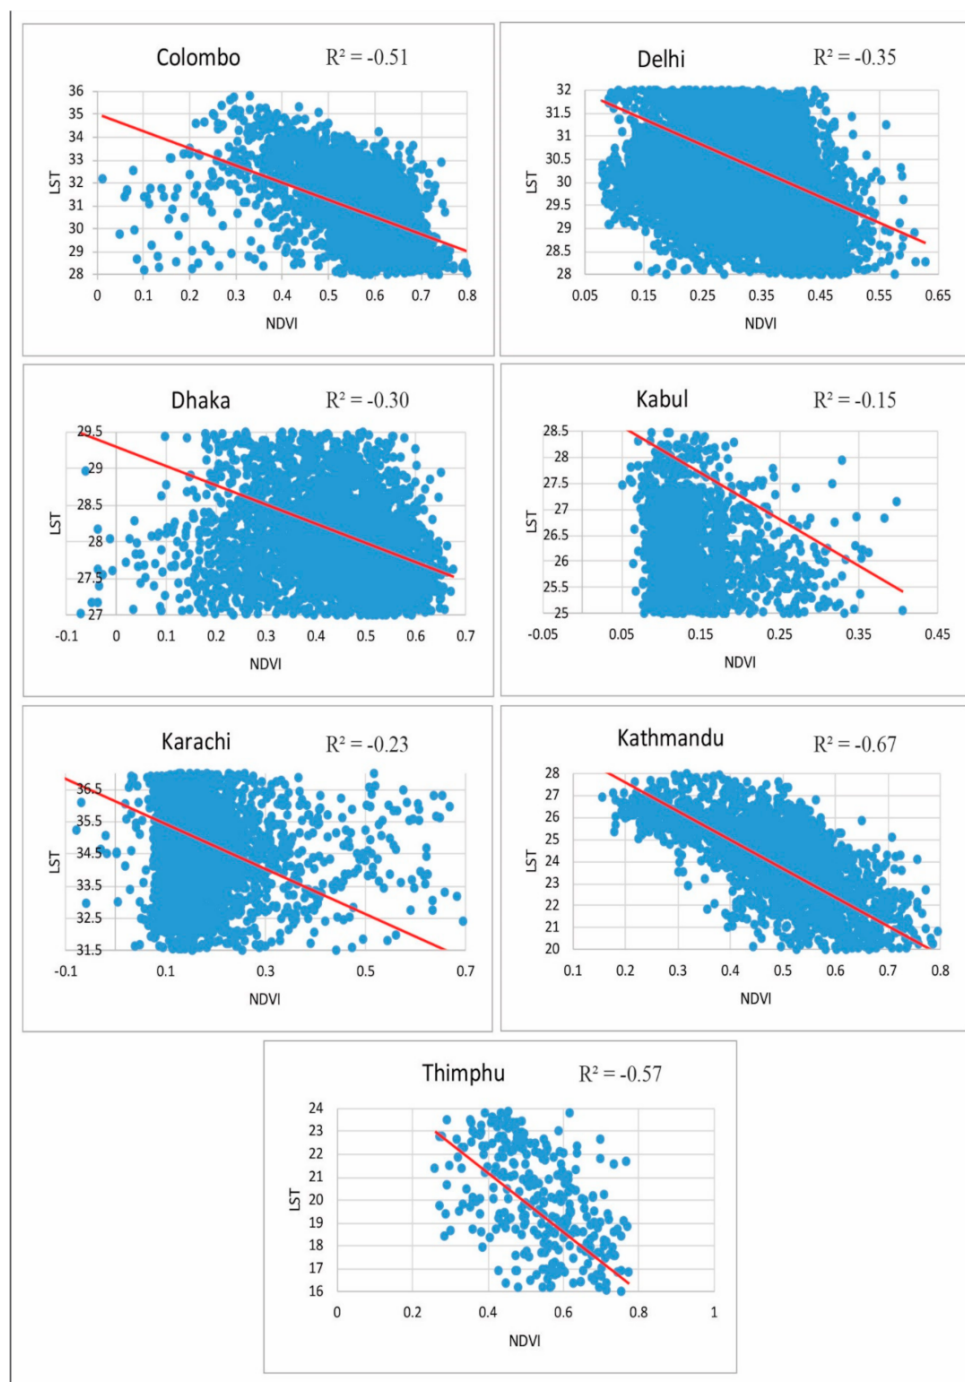 Colombo R² = -0.51
36
35
34
33
32
31
30
29
28
LST
0 0.1 0.2 0.3 0.4 0.5 0.6 0.7 0.8
NDVI
Delhi R² = -0.35
32
31.5
31
30.5
30
29.5
29
28.5
28
LST
0.05 0.15 0.25 0.35 0.45 0.55 0.65
NDVI
Dhaka R² = -0.30
29.5
29
28.5
28
27.5
27
LST
-0.1 0 0.1 0.2 0.3 0.4 0.5 0.6 0.7
NDVI
Kabul R² = -0.15
28.5
28
27.5
27
26.5
26
25.5
25
LST
-0.05 0.05 0.15 0.25 0.35 0.45
NDVI
Karachi R² = -0.23
36.5
35.5
34.5
33.5
32.5
31.5
LST
-0.1 0.1 0.3 0.5 0.7
NDVI
Kathmandu R² = -0.67
28
27
26
25
24
23
22
21
20
LST
0.1 0.2 0.3 0.4 0.5 0.6 0.7 0.8
NDVI
Thimphu R² = -0.57
24
23
22
21
20
19
18
17
16
LST
0 0.2 0.4 0.6 0.8 1
NDVI